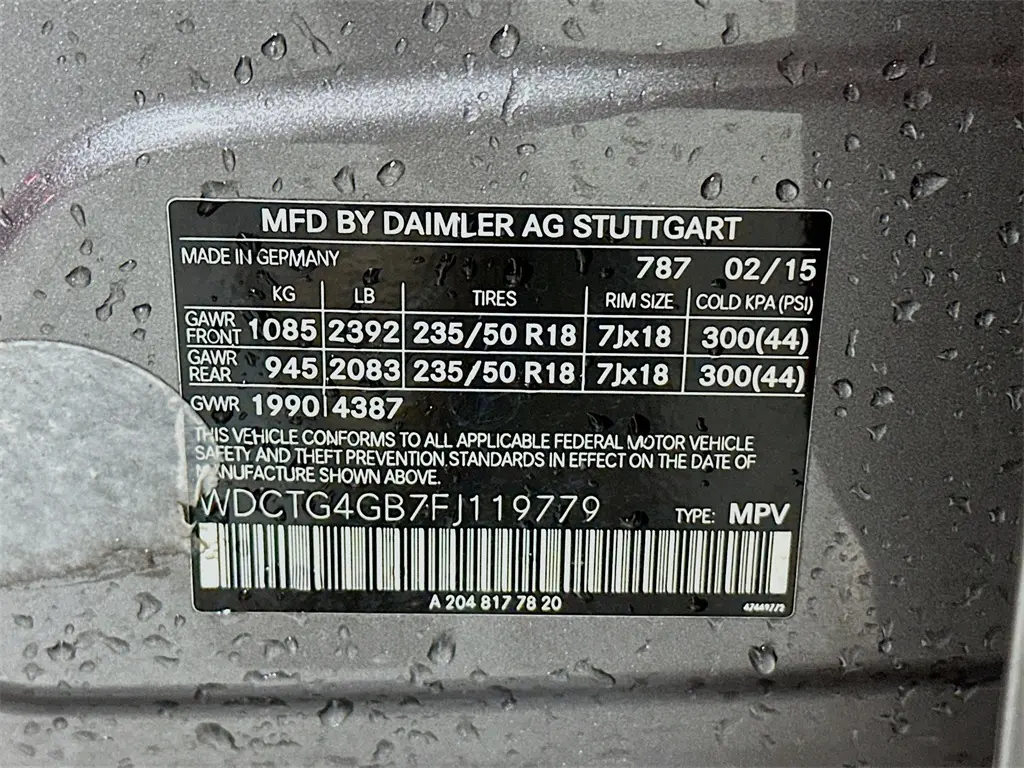 MFD BY DAIMLER AG STUTTGART
MADE IN GERMANY 787 02/15
KG LB TIRES RIM SIZE COLD KPA (PSI)
GAWR FRONT 1085 2392 235/50 R18 7Jx18 300(44)
GAWR REAR 945 2083 235/50 R18 7Jx18 300(44)
GVWR 1990 4387
THIS VEHICLE CONFORMS TO ALL APPLICABLE FEDERAL MOTOR VEHICLE
SAFETY AND THEFT PREVENTION STANDARDS IN EFFECT ON THE DATE OF
MANUFACTURE SHOWN ABOVE.
WDCTG4GB7FJ119779 TYPE: MPV
A 204 817 78 20